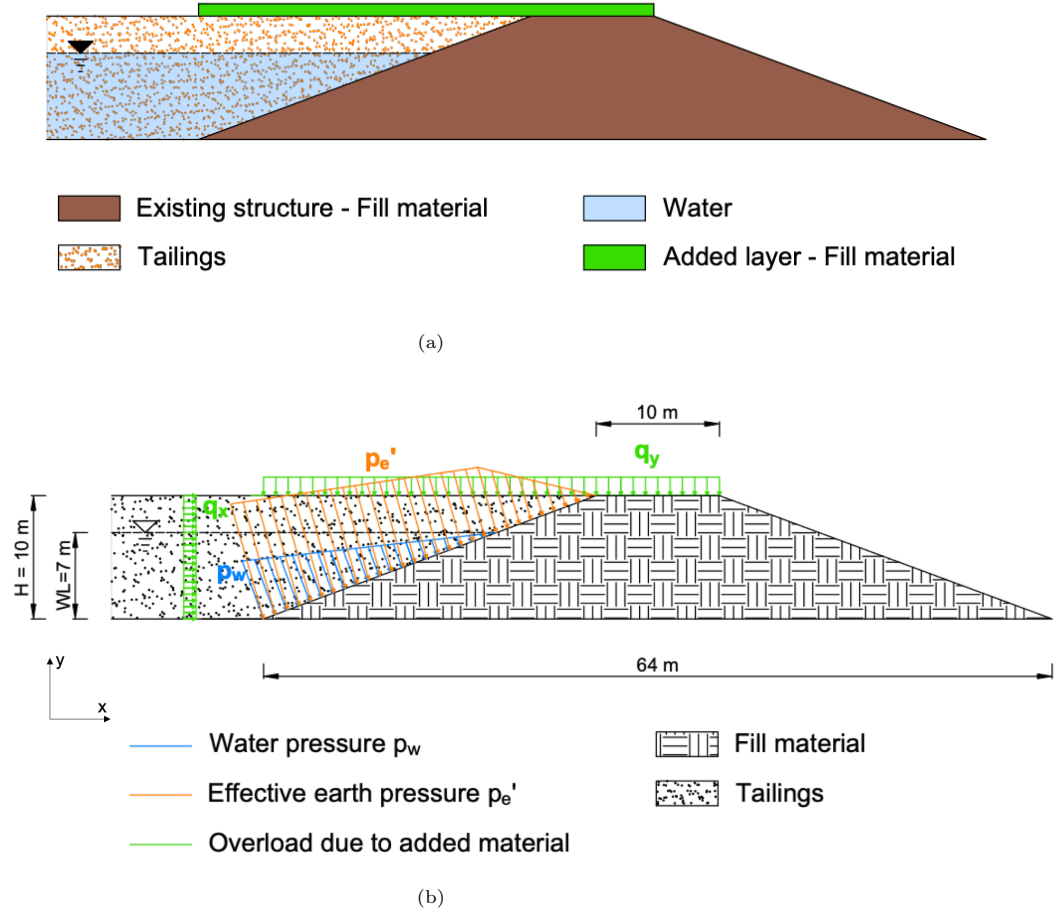 Existing structure - Fill material
Water
Tailings
Added layer - Fill material
(a)
10 m
pe'
qy
qx
H = 10 m
WL=7 m
pw
64 m
y
x
Water pressure pw
Fill material
Effective earth pressure pe'
Tailings
Overload due to added material
(b)